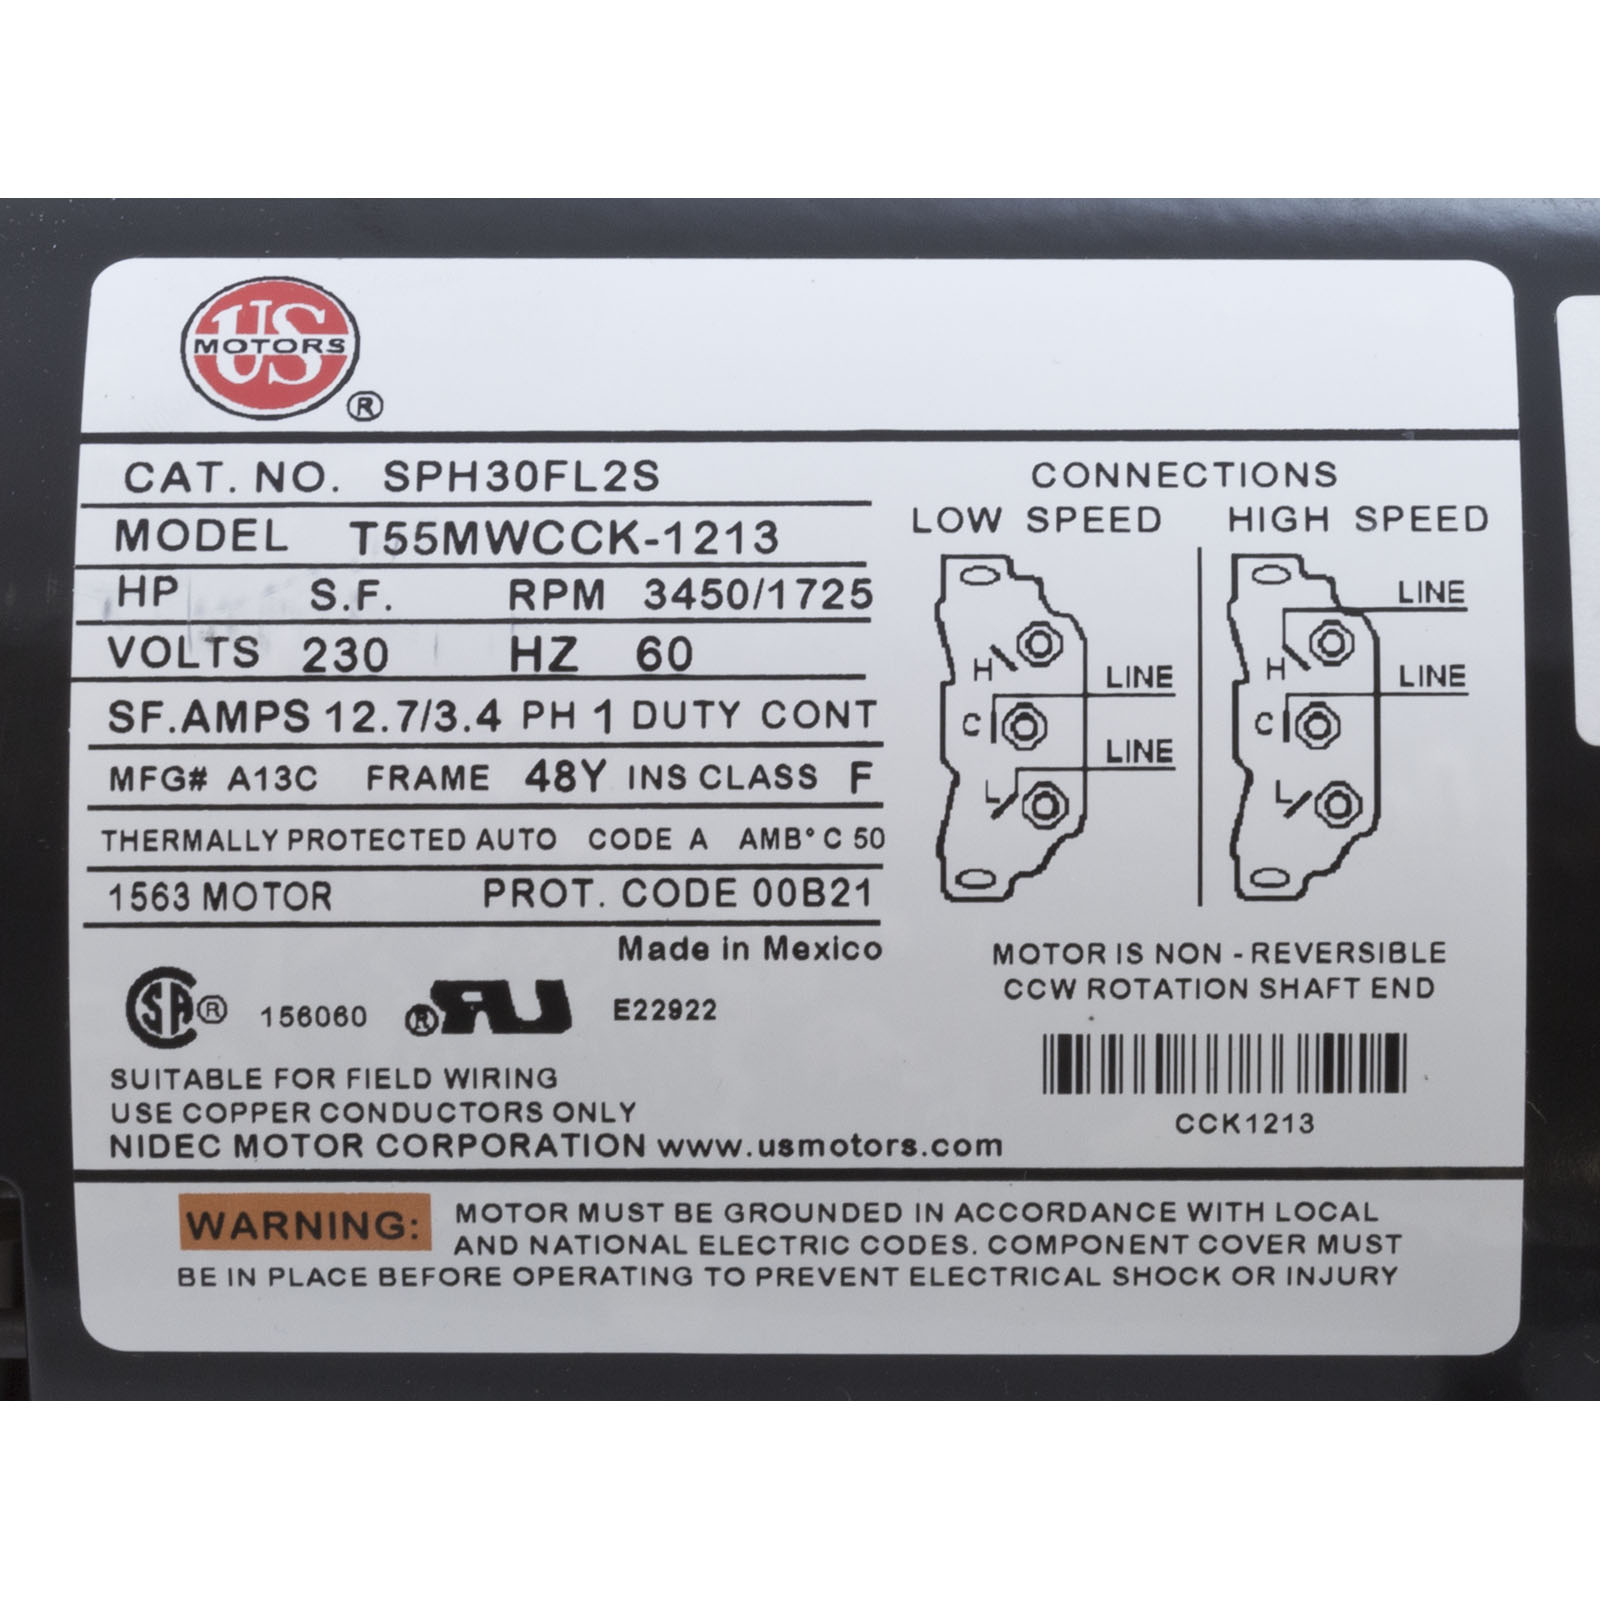 US
MOTORS
®
CAT. NO. SPH30FL2S
MODEL T55MWCCK-1213
HP S.F. RPM 3450/1725
VOLTS 230 HZ 60
SF.AMPS 12.7/3.4 PH 1 DUTY CONT
MFG# A13C FRAME 48Y INS CLASS F
THERMALLY PROTECTED AUTO CODE A AMB° C 50
1563 MOTOR PROT. CODE 00B21
Made in Mexico
SA ® 156060 ® UR E22922
SUITABLE FOR FIELD WIRING
USE COPPER CONDUCTORS ONLY
NIDEC MOTOR CORPORATION www.usmotors.com
CONNECTIONS
LOW SPEED HIGH SPEED
H
C
L
LINE
LINE
H
C
L
LINE
LINE
MOTOR IS NON - REVERSIBLE
CCW ROTATION SHAFT END
CCK1213
WARNING: MOTOR MUST BE GROUNDED IN ACCORDANCE WITH LOCAL
AND NATIONAL ELECTRIC CODES. COMPONENT COVER MUST
BE IN PLACE BEFORE OPERATING TO PREVENT ELECTRICAL SHOCK OR INJURY